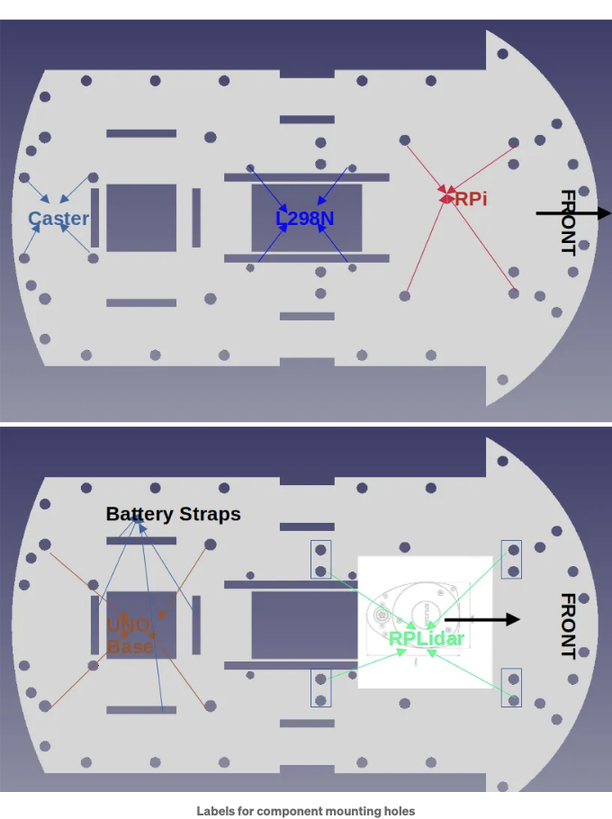 Caster
L298N
RPi
FRONT
Battery Straps
UNO
Base
RPLidar
FRONT
Labels for component mounting holes